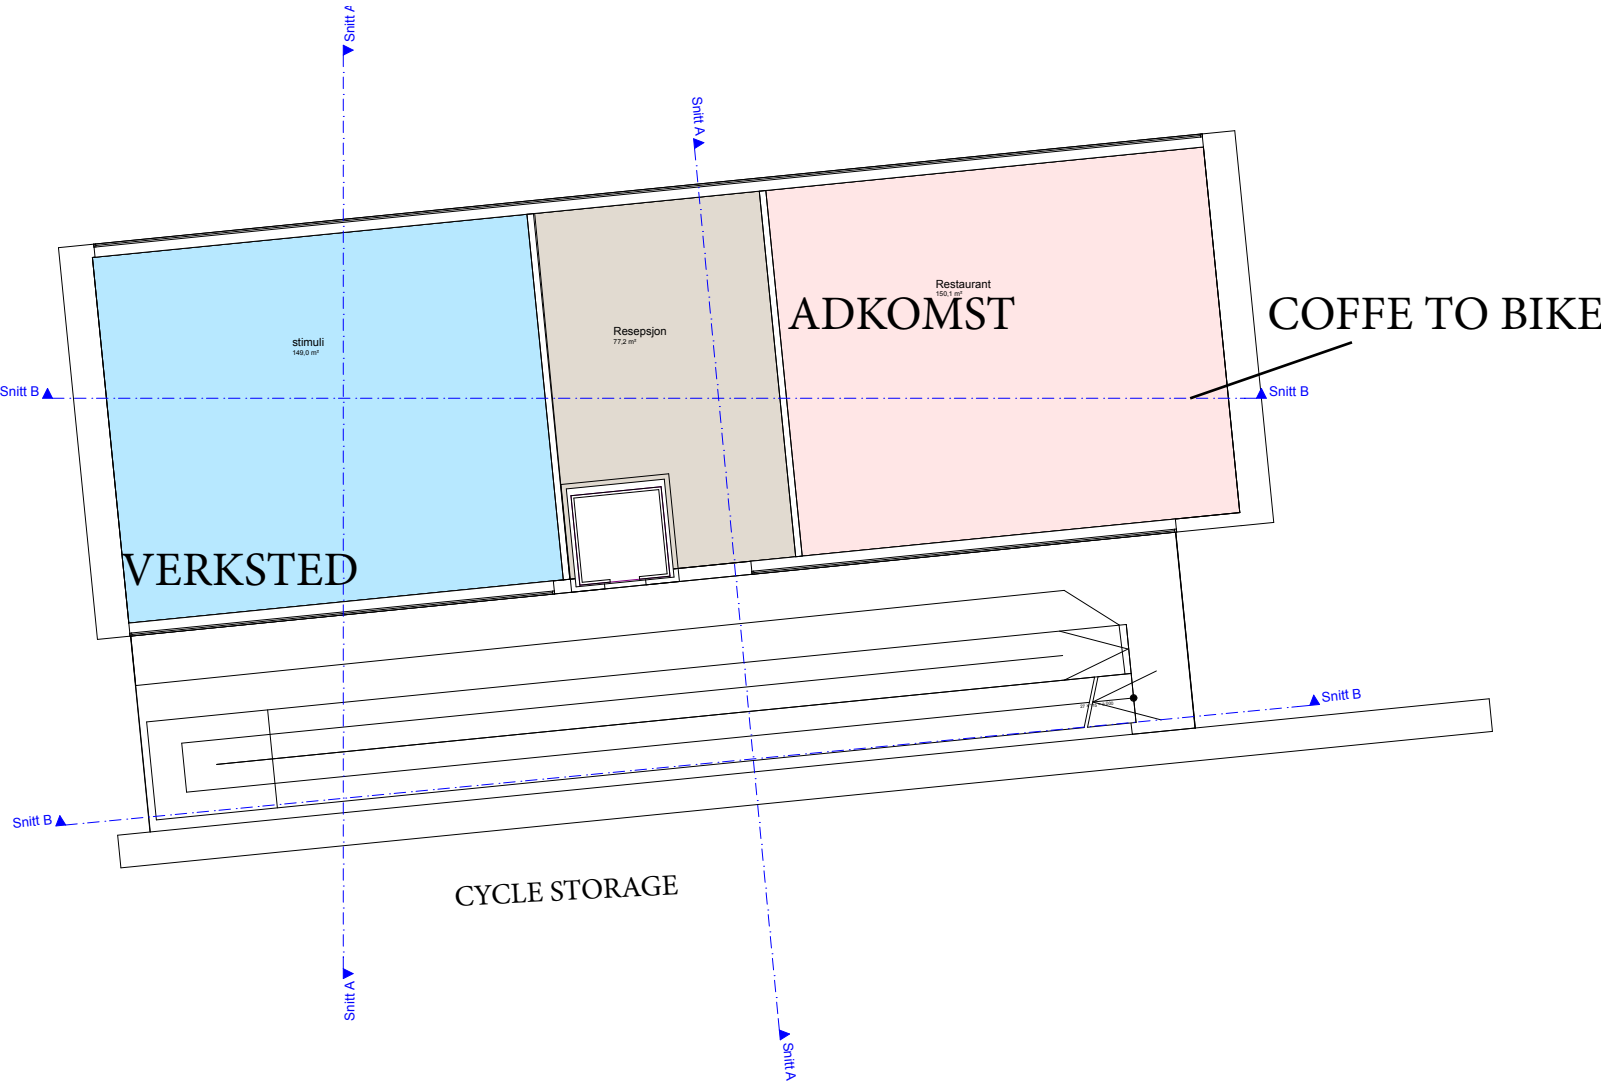 Snitt A
Snitt A
Restaurant
150,1 m²
ADKOMST
COFFE TO BIKE
Resepsjon
77,2 m²
stimuli
149,0 m²
Snitt B
Snitt B
VERKSTED
Snitt B
Snitt B
CYCLE STORAGE
Snitt A
Snitt A